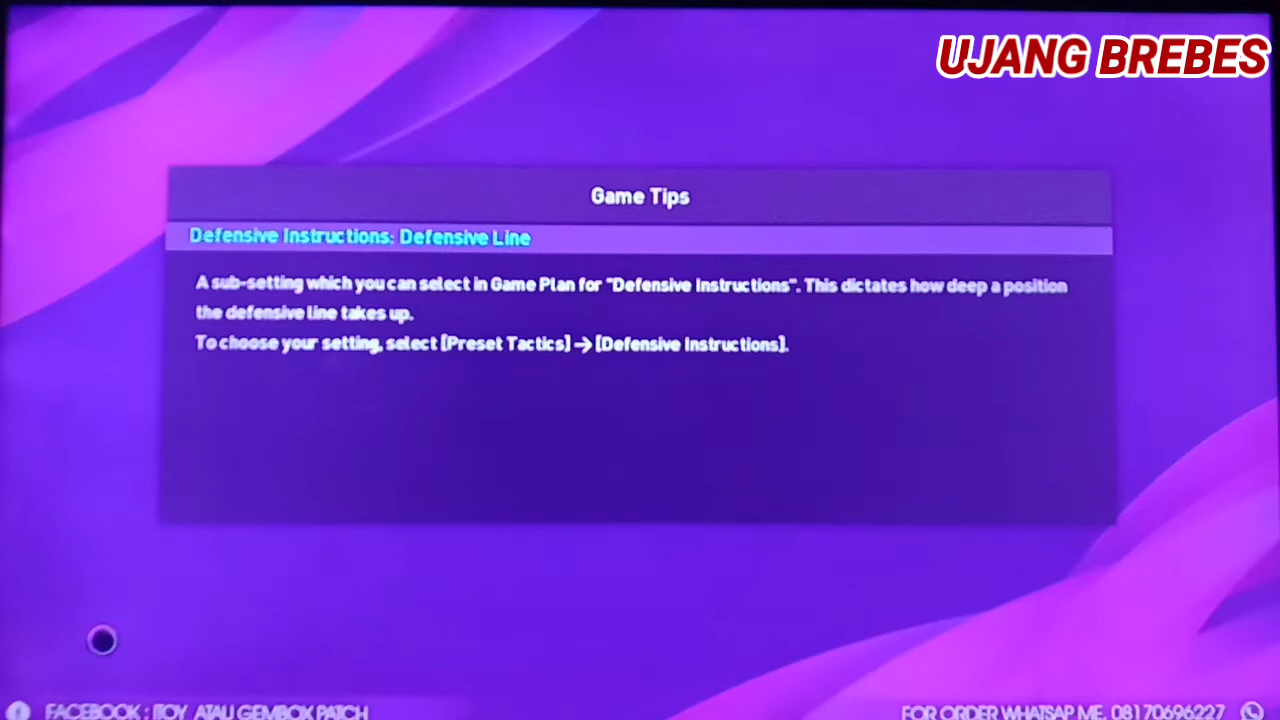 UJANG BREBES
Game Tips
Defensive Instructions: Defensive Line
A sub-setting which you can select in Game Plan for "Defensive Instructions". This dictates how deep a position
the defensive line takes up.
To choose your setting, select [Preset Tactics] → [Defensive Instructions].
FACEBOOK : ITOY ATAU GEMBOK PATCH
FOR ORDER WHATSAP ME, 08170696227